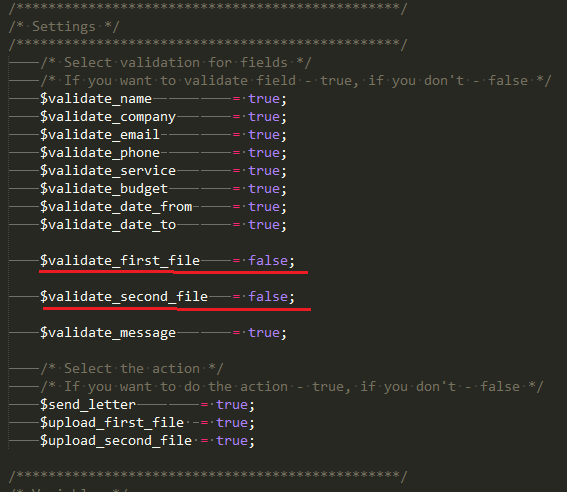 /************************************************/
/* Settings */
/************************************************/
/* Select validation for fields */
/* If you want to validate field - true, if you don't - false */
$validate_name = true;
$validate_company = true;
$validate_email = true;
$validate_phone = true;
$validate_service = true;
$validate_budget = true;
$validate_date_from = true;
$validate_date_to = true;
$validate_first_file = false;
$validate_second_file = false;
$validate_message = true;
/* Select the action */
/* If you want to do the action - true, if you don't - false */
$send_letter = true;
$upload_first_file = true;
$upload_second_file = true;
/************************************************/
/* Variables */